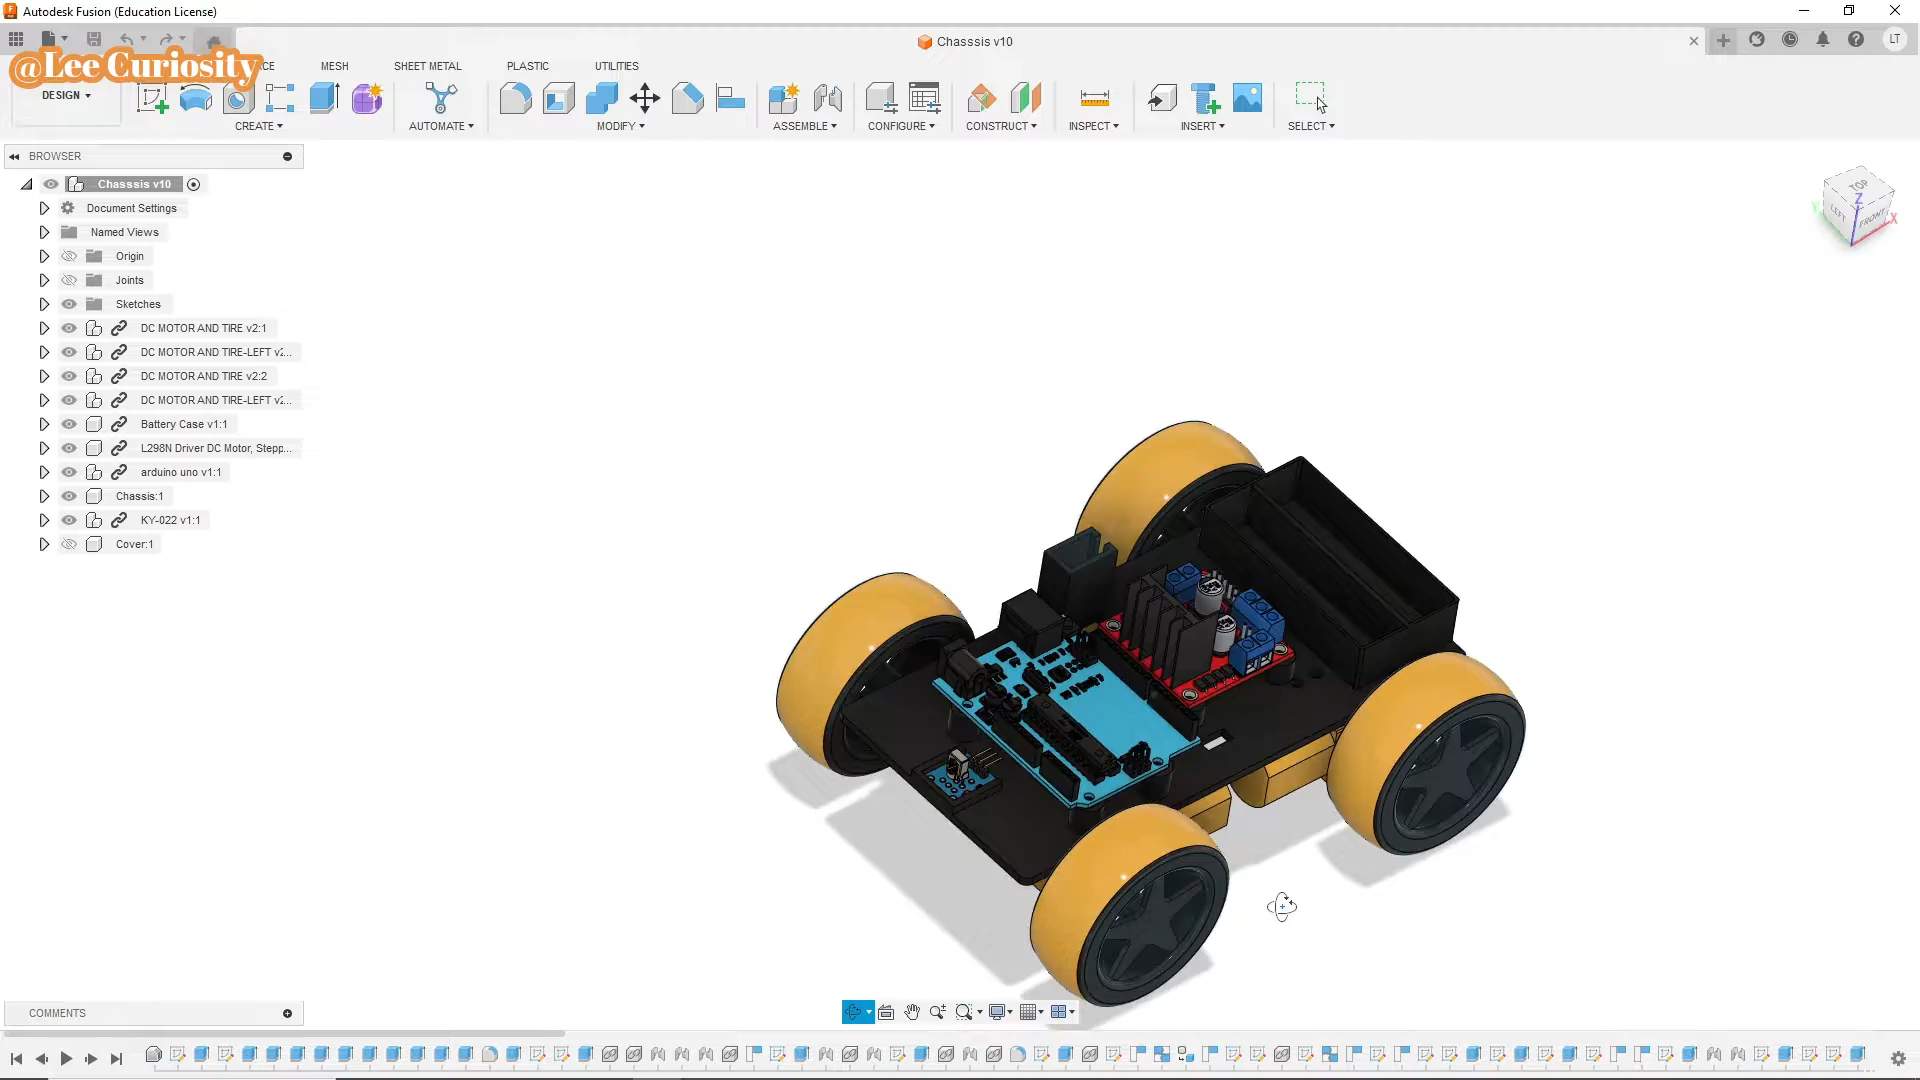 Autodesk Fusion (Education License)
Chasssis v10
LT
@Lee Curiosity
MESH
SHEET METAL
PLASTIC
UTILITIES
DESIGN
CREATE
AUTOMATE
MODIFY
ASSEMBLE
CONFIGURE
CONSTRUCT
INSPECT
INSERT
SELECT
BROWSER
Chasssis v10
Document Settings
Named Views
Origin
Joints
Sketches
DC MOTOR AND TIRE v2:1
DC MOTOR AND TIRE-LEFT v2...
DC MOTOR AND TIRE v2:2
DC MOTOR AND TIRE-LEFT v2...
Battery Case v1:1
L298N Driver DC Motor, Stepp...
arduino uno v1:1
Chassis:1
KY-022 v1:1
Cover:1
TOP
LEFT
FRONT
Z
X
Y
COMMENTS